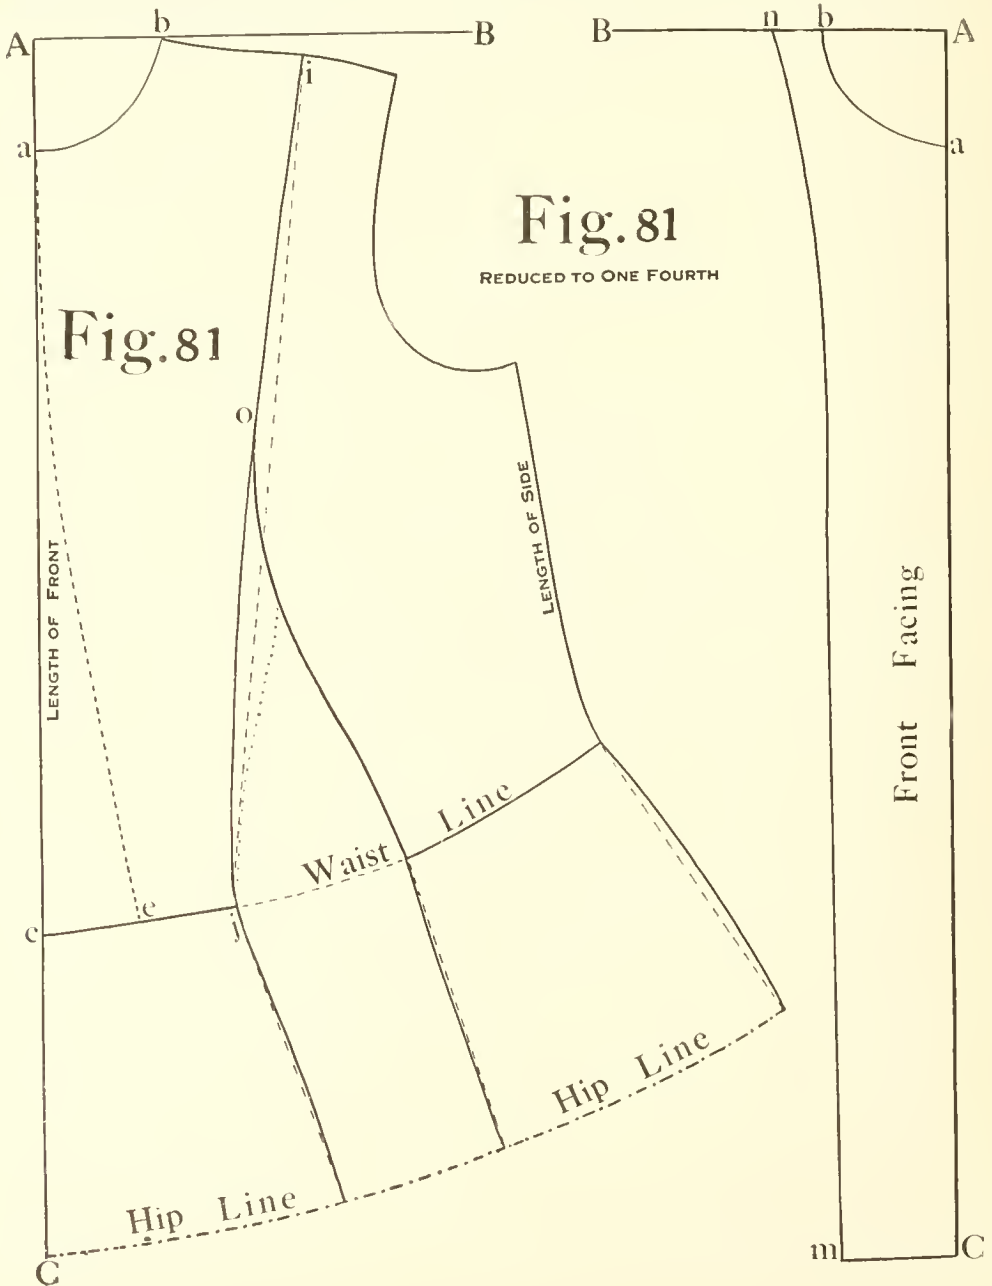 A b B
a
i
Fig. 81
o
LENGTH OF FRONT
LENGTH OF SIDE
c e j
Waist Line
Hip Line
Hip Line
C
Fig. 81
REDUCED TO ONE FOURTH
B n b A
a
Front Facing
m C